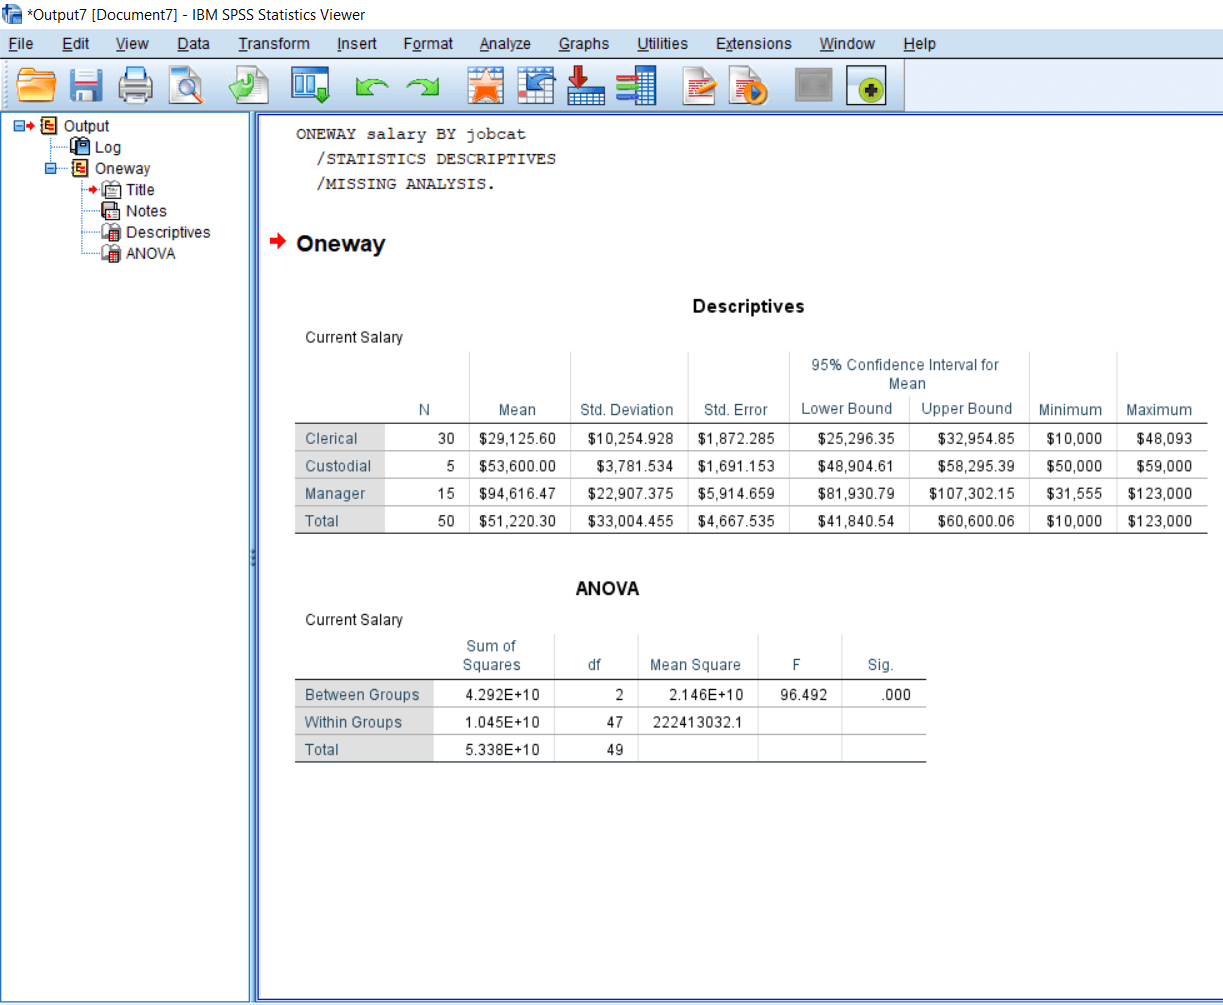 *Output7 [Document7] - IBM SPSS Statistics Viewer
File Edit View Data Transform Insert Format Analyze Graphs Utilities Extensions Window Help
Output
Log
Oneway
Title
Notes
Descriptives
ANOVA
ONEWAY salary BY jobcat
/STATISTICS DESCRIPTIVES
/MISSING ANALYSIS.
Oneway
Descriptives
Current Salary
95% Confidence Interval for
Mean
N Mean Std. Deviation Std. Error Lower Bound Upper Bound Minimum Maximum
Clerical 30 $29,125.60 $10,254.928 $1,872.285 $25,296.35 $32,954.85 $10,000 $48,093
Custodial 5 $53,600.00 $3,781.534 $1,691.153 $48,904.61 $58,295.39 $50,000 $59,000
Manager 15 $94,616.47 $22,907.375 $5,914.659 $81,930.79 $107,302.15 $31,555 $123,000
Total 50 $51,220.30 $33,004.455 $4,667.535 $41,840.54 $60,600.06 $10,000 $123,000
ANOVA
Current Salary
Sum of
Squares df Mean Square F Sig.
Between Groups 4.292E+10 2 2.146E+10 96.492 .000
Within Groups 1.045E+10 47 222413032.1
Total 5.338E+10 49